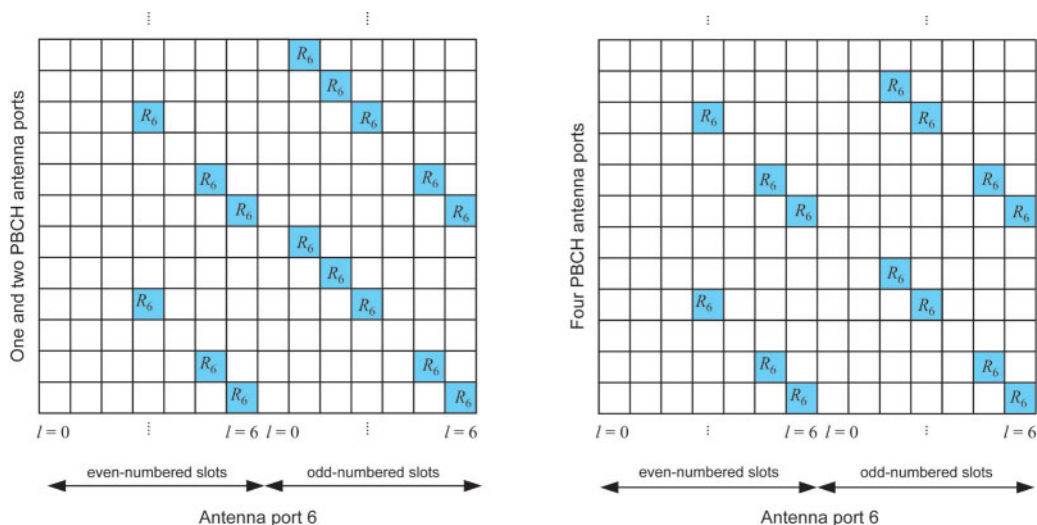 ⋮ ⋮
R6
R6
R6 R6
R6 R6
R6 R6
R6
R6
R6 R6
R6 R6
R6 R6
One and two PBCH antenna ports
l = 0 ⋮ l = 6 l = 0 ⋮ l = 6
even-numbered slots odd-numbered slots
Antenna port 6
⋮ ⋮
R6
R6 R6
R6 R6
R6 R6
R6
R6 R6
R6 R6
R6 R6
Four PBCH antenna ports
l = 0 ⋮ l = 6 l = 0 ⋮ l = 6
even-numbered slots odd-numbered slots
Antenna port 6